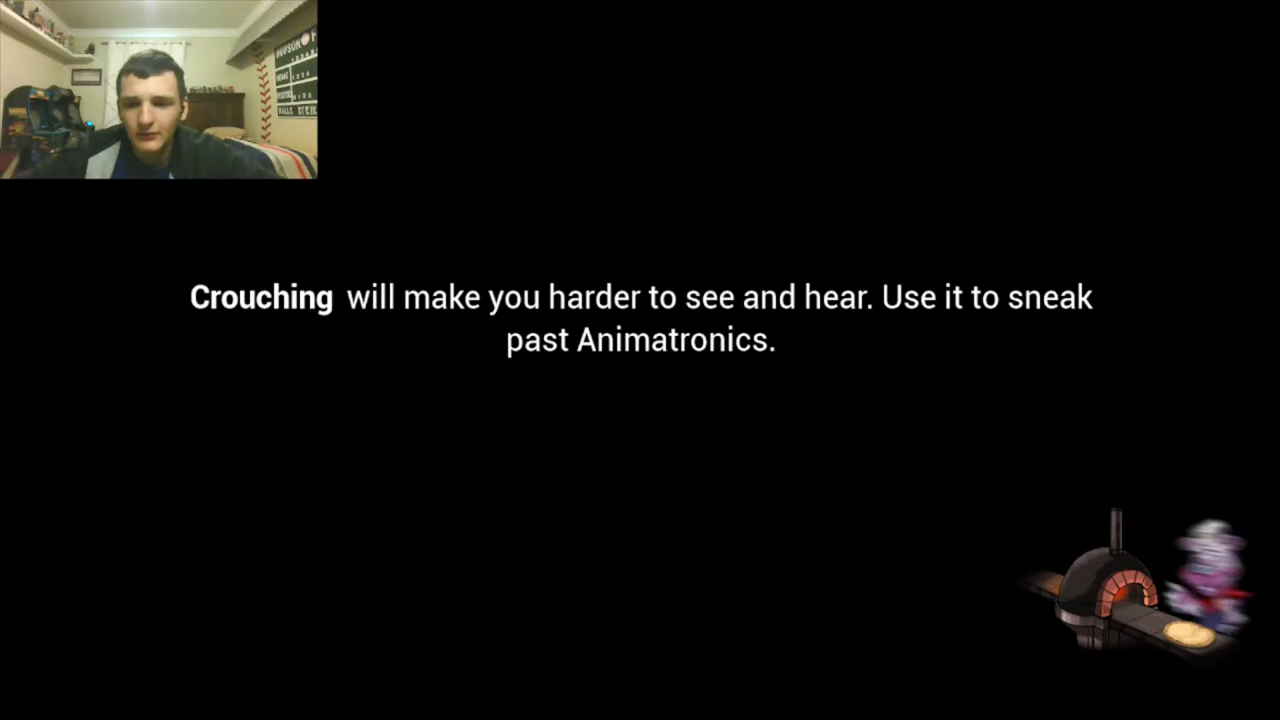 Crouching will make you harder to see and hear. Use it to sneak
past Animatronics.